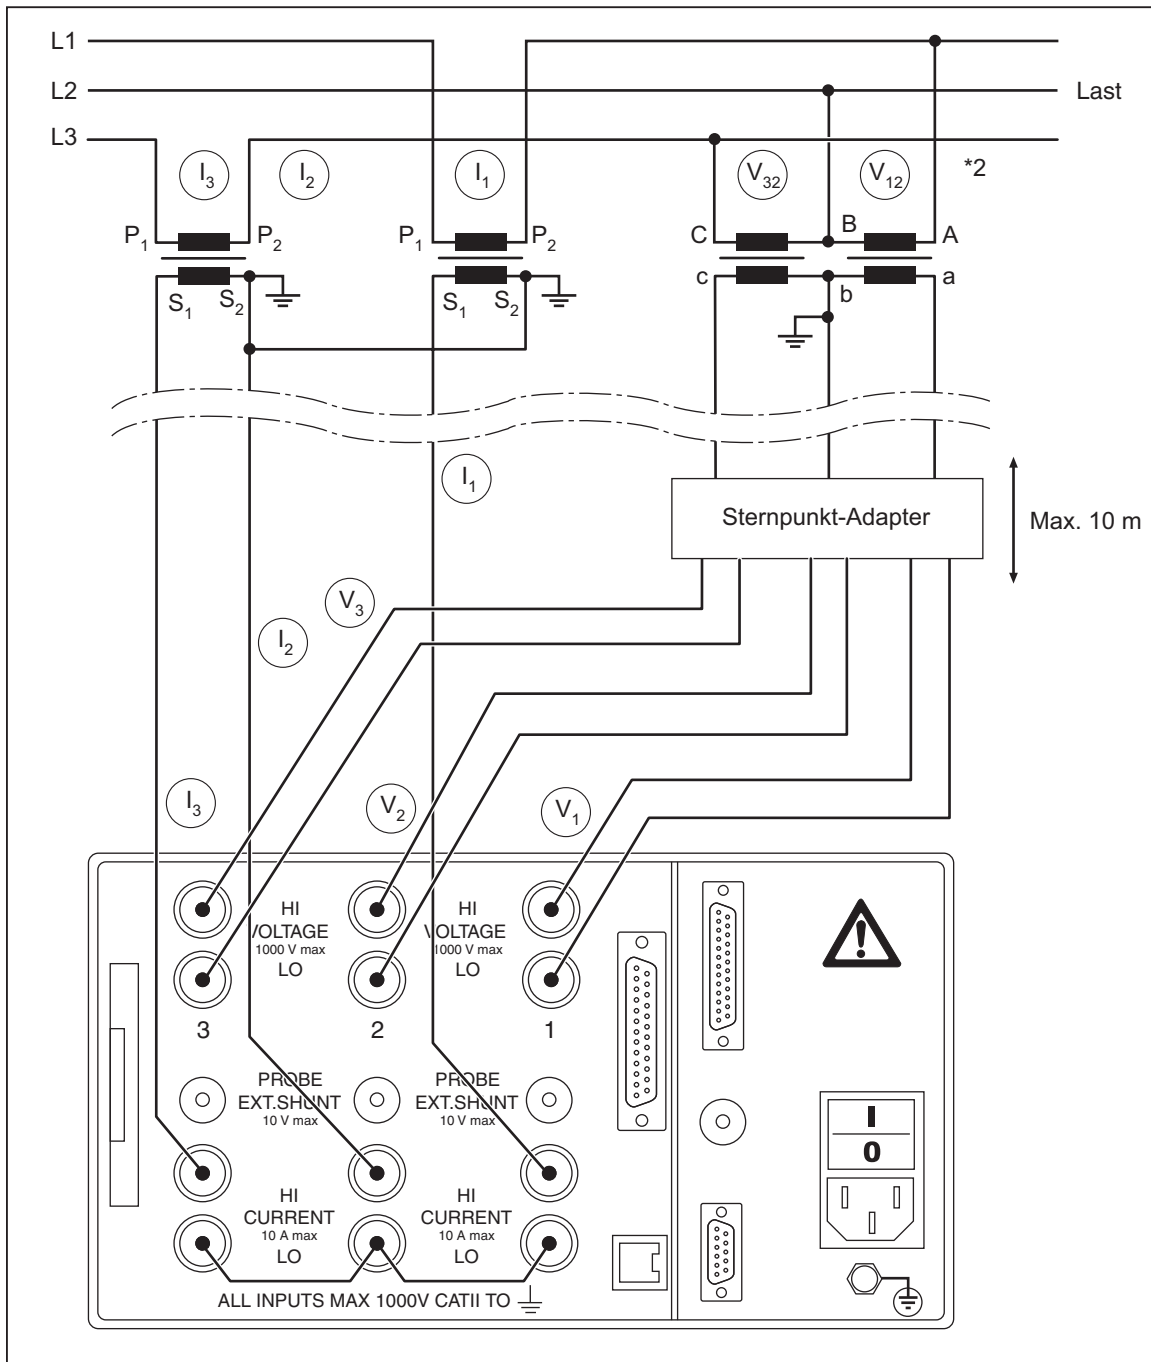 L1
L2
Last
L3
I3
I2
I1
V32
V12
*2
P1
P2
P1
P2
C
B
A
S1
S2
S1
S2
c
b
a
I1
Sternpunkt-Adapter
Max. 10 m
V3
I2
I3
V2
V1
HI
VOLTAGE
1000 V max
LO
HI
VOLTAGE
1000 V max
LO
3
2
1
PROBE
EXT.SHUNT
10 V max
PROBE
EXT.SHUNT
10 V max
I
0
HI
CURRENT
10 A max
LO
HI
CURRENT
10 A max
LO
ALL INPUTS MAX 1000V CATII TO